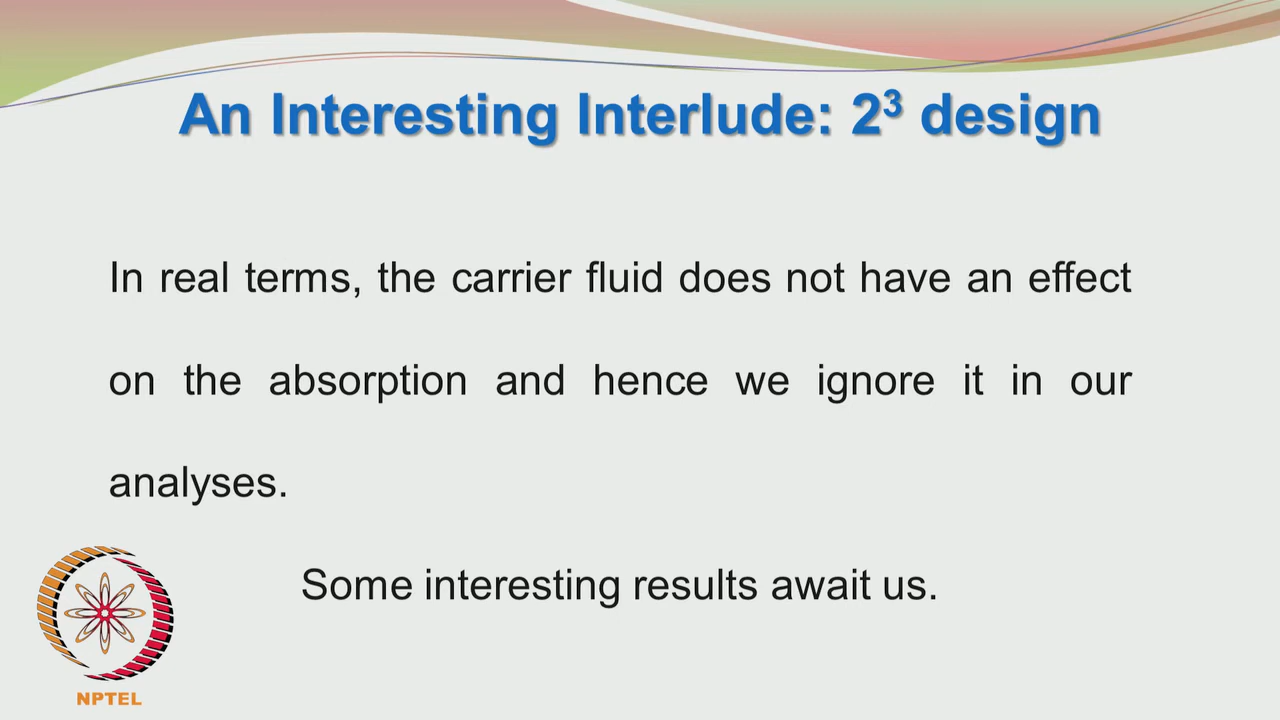 An Interesting Interlude: 2³ design
In real terms, the carrier fluid does not have an effect
on the absorption and hence we ignore it in our
analyses.
Some interesting results await us.
NPTEL